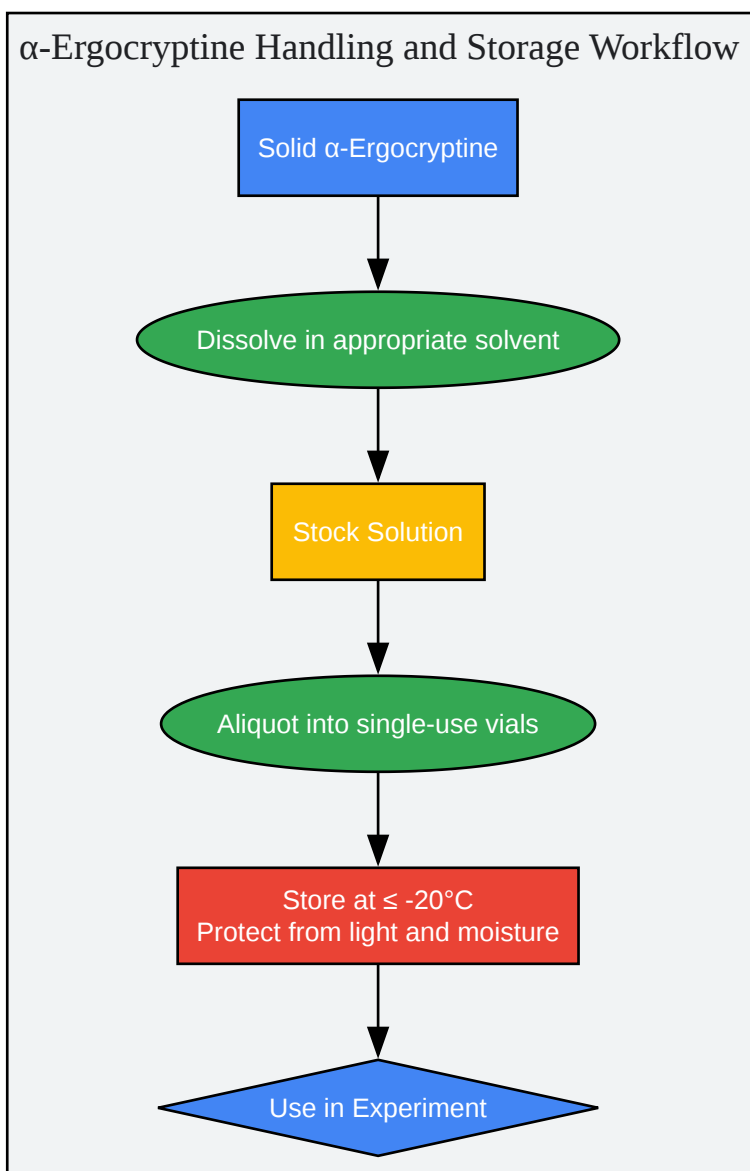 α-Ergocryptine Handling and Storage Workflow
Solid α-Ergocryptine
Dissolve in appropriate solvent
Stock Solution
Aliquot into single-use vials
Store at ≤ -20°C
Protect from light and moisture
Use in Experiment